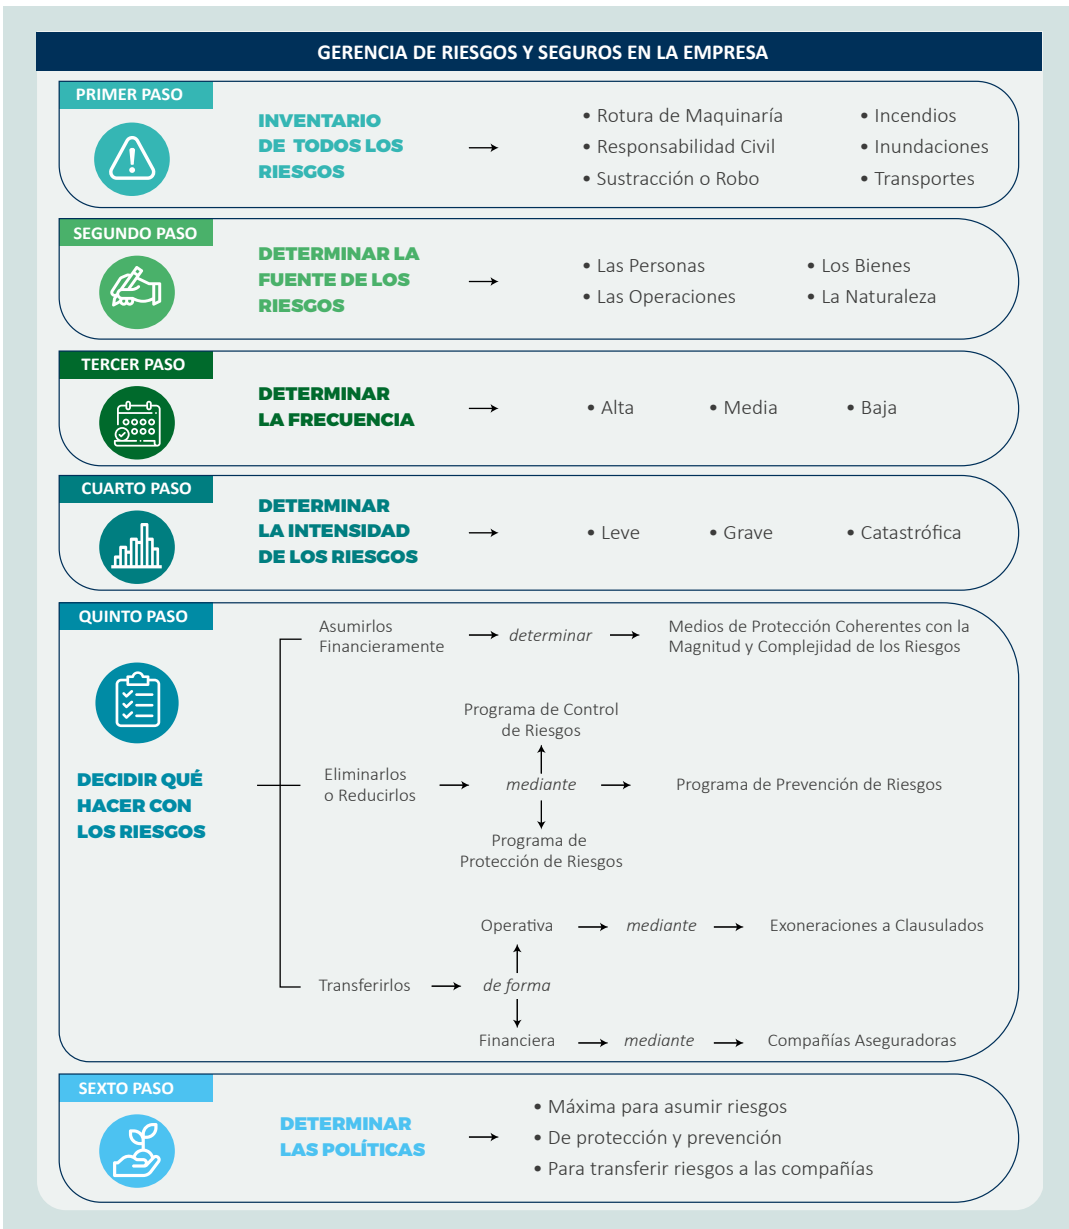 GERENCIA DE RIESGOS Y SEGUROS EN LA EMPRESA
PRIMER PASO
INVENTARIO
DE TODOS LOS
RIESGOS
• Rotura de Maquinaría
• Responsabilidad Civil
• Sustracción o Robo
• Incendios
• Inundaciones
• Transportes
SEGUNDO PASO
DETERMINAR LA
FUENTE DE LOS
RIESGOS
• Las Personas
• Las Operaciones
• Los Bienes
• La Naturaleza
TERCER PASO
DETERMINAR
LA FRECUENCIA
• Alta
• Media
• Baja
CUARTO PASO
DETERMINAR
LA INTENSIDAD
DE LOS RIESGOS
• Leve
• Grave
• Catastrófica
QUINTO PASO
DECIDIR QUÉ
HACER CON
LOS RIESGOS
Asumirlos
Financieramente
determinar
Medios de Protección Coherentes con la
Magnitud y Complejidad de los Riesgos
Programa de Control
de Riesgos
Eliminarlos
o Reducirlos
mediante
Programa de Prevención de Riesgos
Programa de
Protección de Riesgos
Operativa
mediante
Exoneraciones a Clausulados
Transferirlos
de forma
Financiera
mediante
Compañías Aseguradoras
SEXTO PASO
DETERMINAR
LAS POLÍTICAS
• Máxima para asumir riesgos
• De protección y prevención
• Para transferir riesgos a las compañías